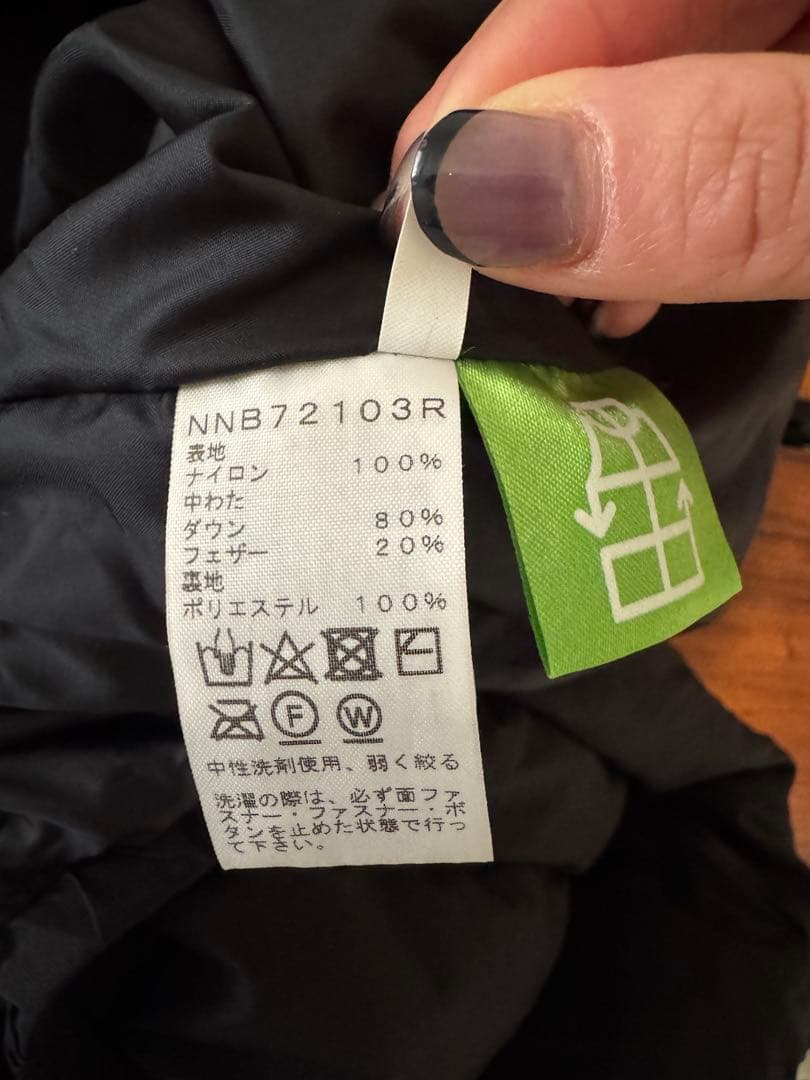 NNB72103R
表地
ナイロン 100%
中わた
ダウン 80%
フェザー 20%
裏地
ポリエステル 100%
F W
中性洗剤使用、弱く絞る
洗濯の際は、必ず面ファ
スナー・ファスナー・ボ
タンを止めた状態で行っ
て下さい。